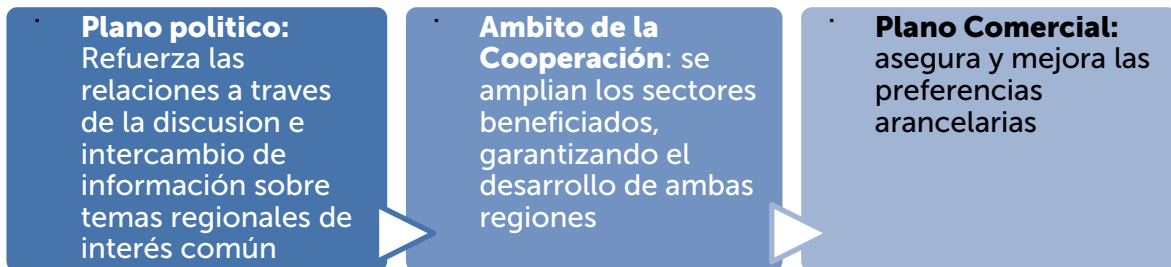 Plano politico:
Refuerza las
relaciones a traves
de la discusion e
intercambio de
información sobre
temas regionales de
interés común
Ambito de la
Cooperación: se
amplian los sectores
beneficiados,
garantizando el
desarrollo de ambas
regiones
Plano Comercial:
asegura y mejora las
preferencias
arancelarias